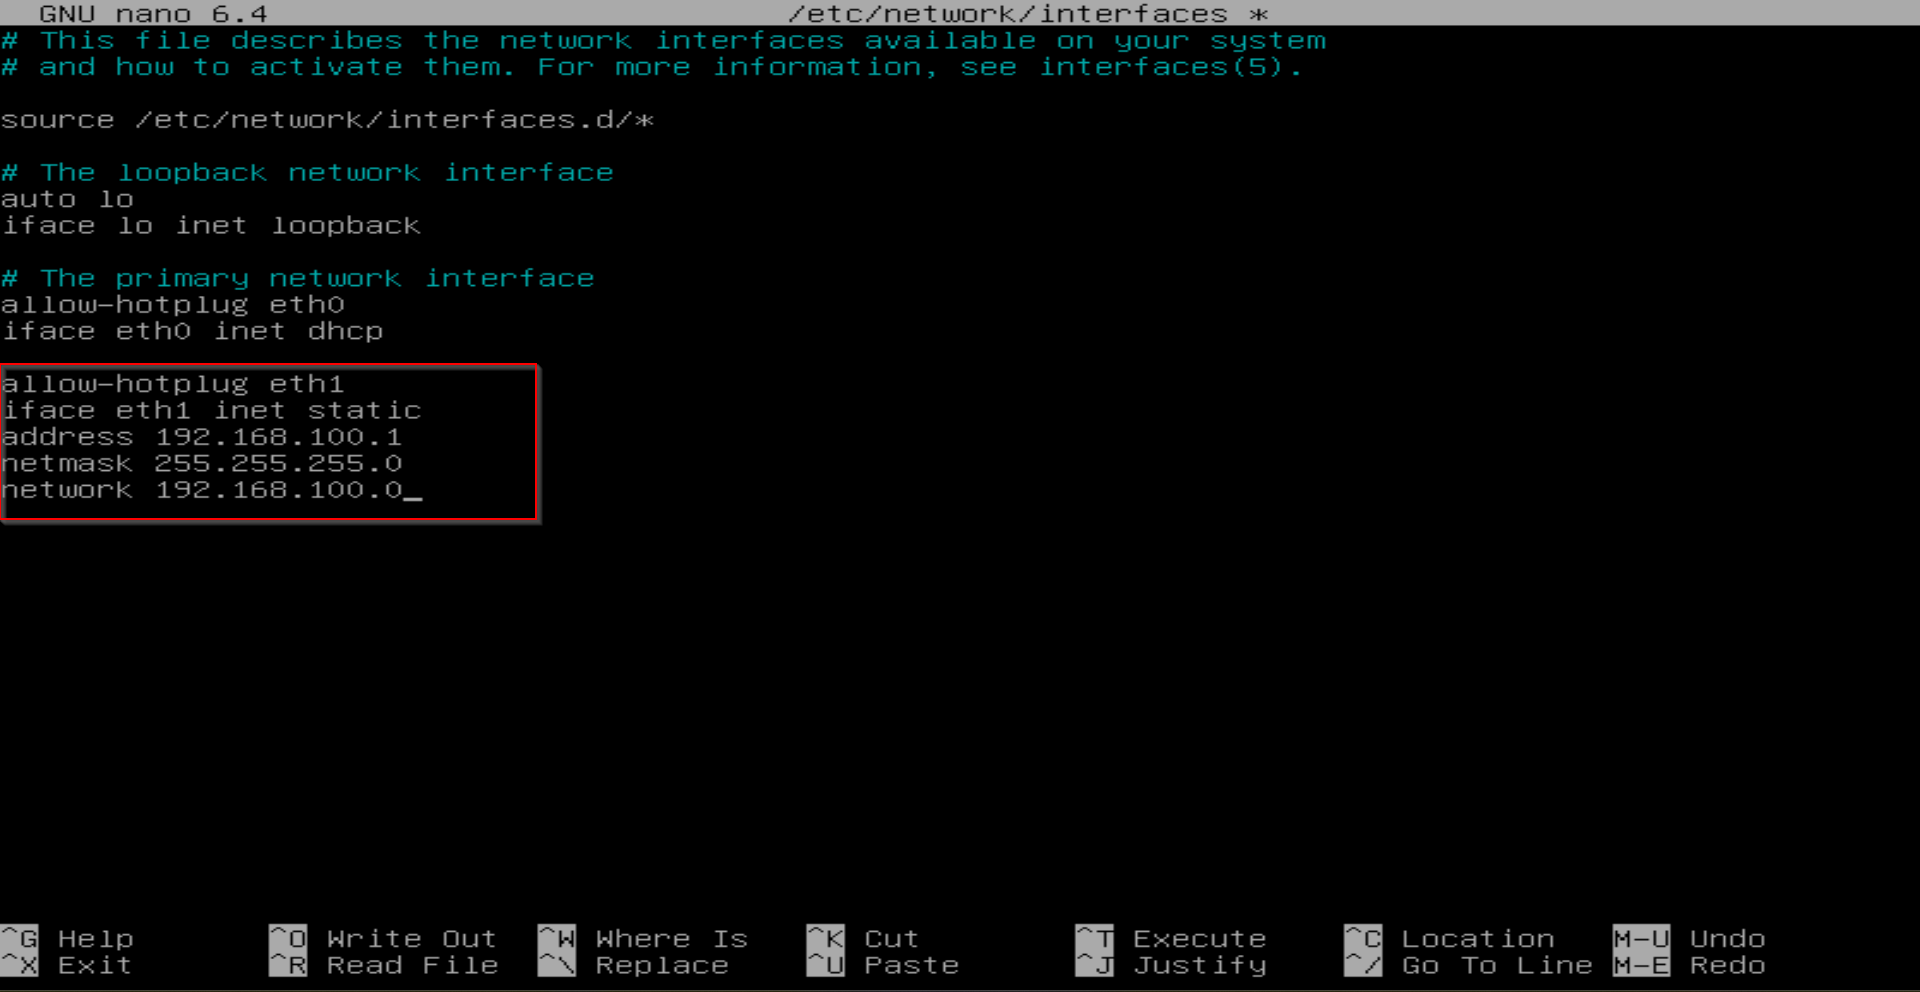 GNU nano 6.4 /etc/network/interfaces *
# This file describes the network interfaces available on your system
# and how to activate them. For more information, see interfaces(5).
source /etc/network/interfaces.d/*
# The loopback network interface
auto lo
iface lo inet loopback
# The primary network interface
allow-hotplug eth0
iface eth0 inet dhcp
allow-hotplug eth1
iface eth1 inet static
address 192.168.100.1
netmask 255.255.255.0
network 192.168.100.0_
^G Help ^O Write Out ^W Where Is ^K Cut ^T Execute ^C Location M-U Undo
^X Exit ^R Read File ^\ Replace ^U Paste ^J Justify ^/ Go To Line M-E Redo